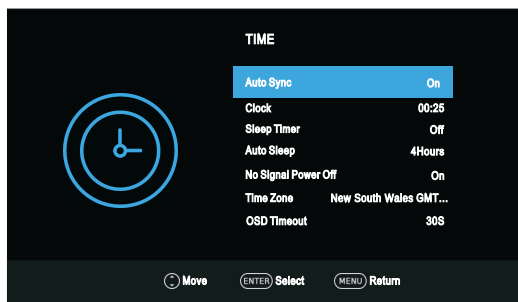 TIME
Auto Sync On
Clock 00:25
Sleep Timer Off
Auto Sleep 4Hours
No Signal Power Off On
Time Zone New South Wales GMT...
OSD Timeout 30S
Move ENTER Select MENU Return